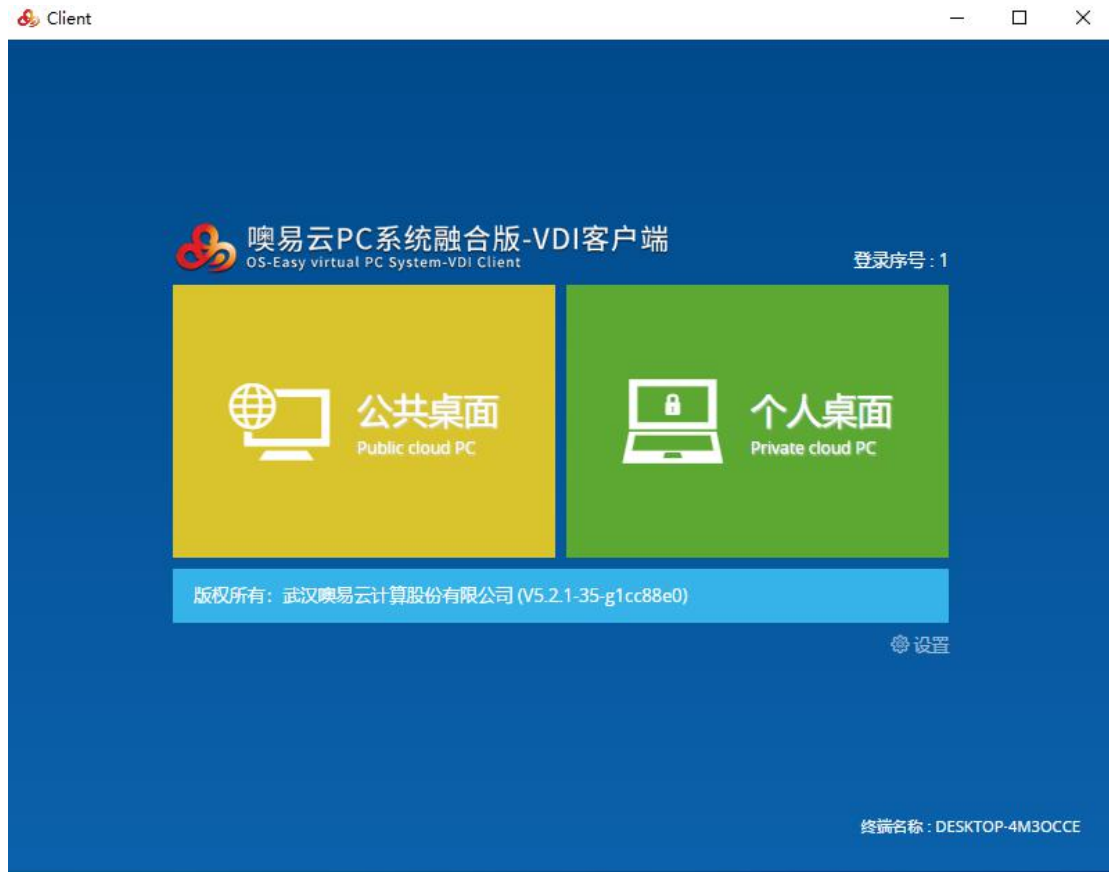 Client
噢易云PC系统融合版-VDI客户端
OS-Easy virtual PC System-VDI Client
登录序号 : 1
公共桌面
Public cloud PC
个人桌面
Private cloud PC
版权所有：武汉噢易云计算股份有限公司 (V5.2.1-35-g1cc88e0)
设置
终端名称 : DESKTOP-4M3OCCE